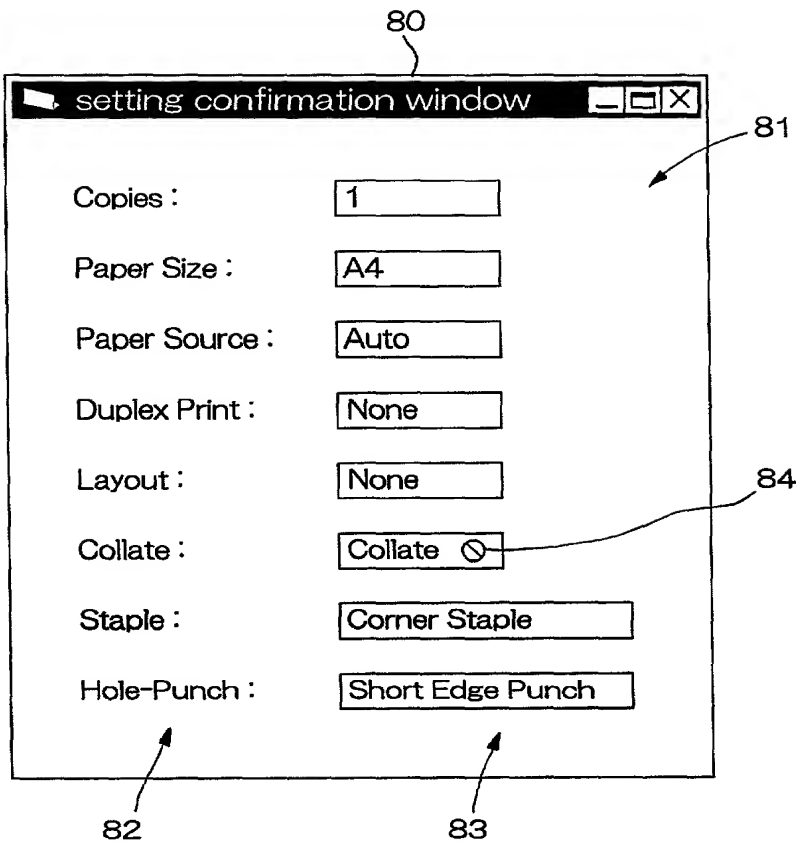 80
setting confirmation window
81
Copies : 1
Paper Size : A4
Paper Source : Auto
Duplex Print : None
Layout : None
84
Collate : Collate
Staple : Corner Staple
Hole-Punch : Short Edge Punch
82 83